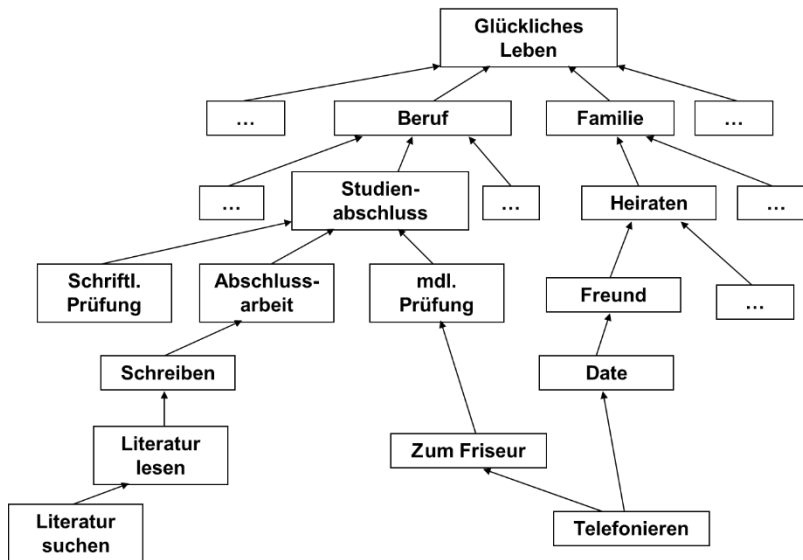 Glückliches
Leben
...
Beruf
Familie
...
...
Studien-
abschluss
...
Heiraten
...
Schriftl.
Prüfung
Abschluss-
arbeit
mdl.
Prüfung
Freund
...
Schreiben
Date
Literatur
lesen
Zum Friseur
Literatur
suchen
Telefonieren